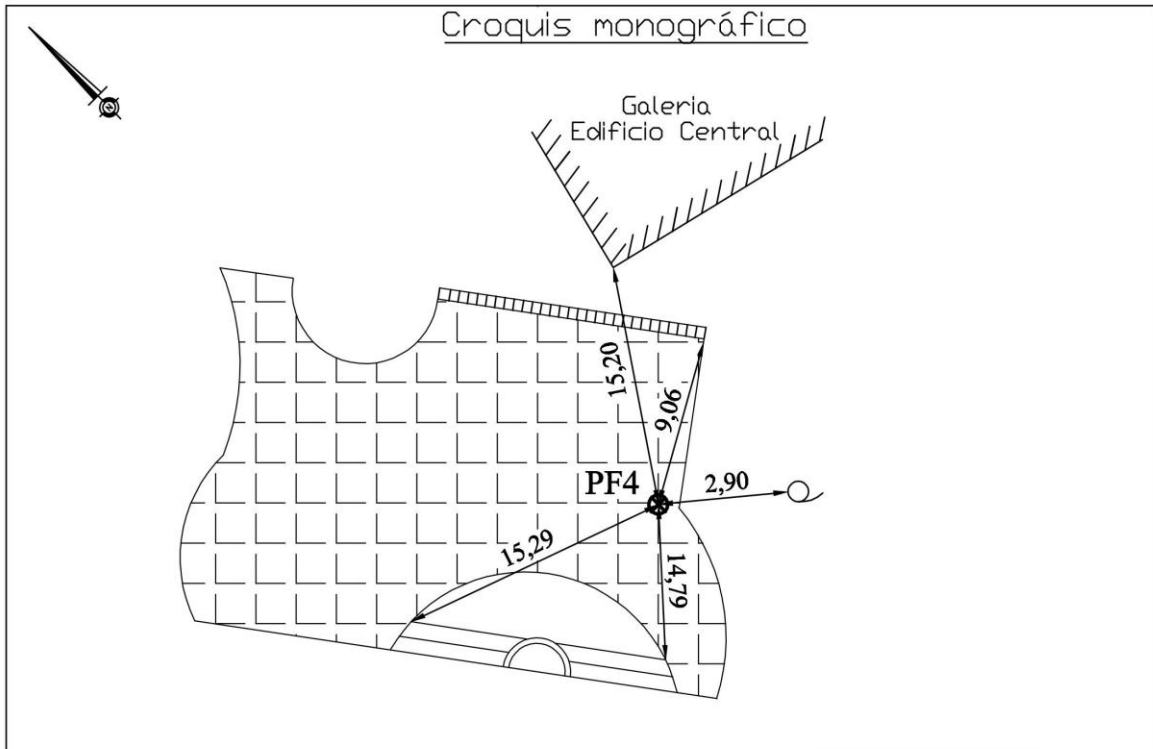 Croquis monográfico
Galeria
Edificio Central
15,20
9,06
PF4
2,90
15,29
14,79